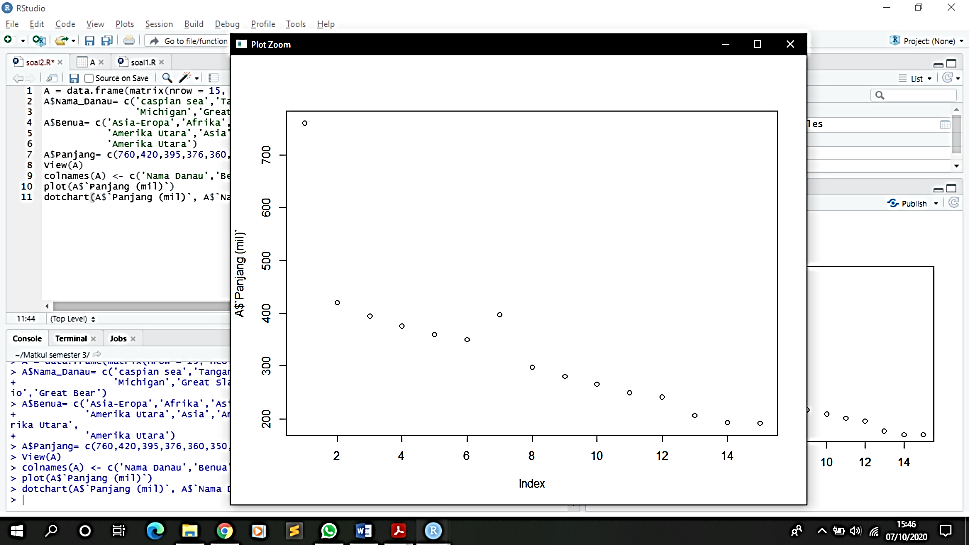 RStudio
File Edit Code View Plots Session Build Debug Profile Tools Help
Go to file/function
Project: (None)
soal2.R* × A × soal1.R ×
Source on Save
1 A = data.frame(matrix(nrow = 15,
2 A$Nama_Danau= c('caspian sea','Tan
3 'Michigan','Great
4 A$Benua= c('Asia-Eropa','Afrika',
5 'Amerika Utara','Asia'
6 'Amerika Utara')
7 A$Panjang= c(760,420,395,376,360,
8 View(A)
9 colnames(A) <- c('Nama Danau','Be
10 plot(A$`Panjang (mil)`)
11 dotchart(A$`Panjang (mil)`, A$`Na
11:44 (Top Level)
Console Terminal × Jobs ×
~/Matkul semester 3/
> A = data.frame(matrix(nrow = 15,
> A$Nama_Danau= c('caspian sea','Tangan
+ 'Michigan','Great Sla
io','Great Bear')
> A$Benua= c('Asia-Eropa','Afrika','As
+ 'Amerika Utara','Asia','Am
rika Utara',
+ 'Amerika Utara')
> A$Panjang= c(760,420,395,376,360,350,
> View(A)
> colnames(A) <- c('Nama Danau','Benua
> plot(A$`Panjang (mil)`)
> dotchart(A$`Panjang (mil)`, A$`Nama D
>
Plot Zoom
A$`Panjang (mil)`
700
600
500
400
300
200
2 4 6 8 10 12 14
Index
List
les
Publish
10 12 14
15:46
07/10/2020